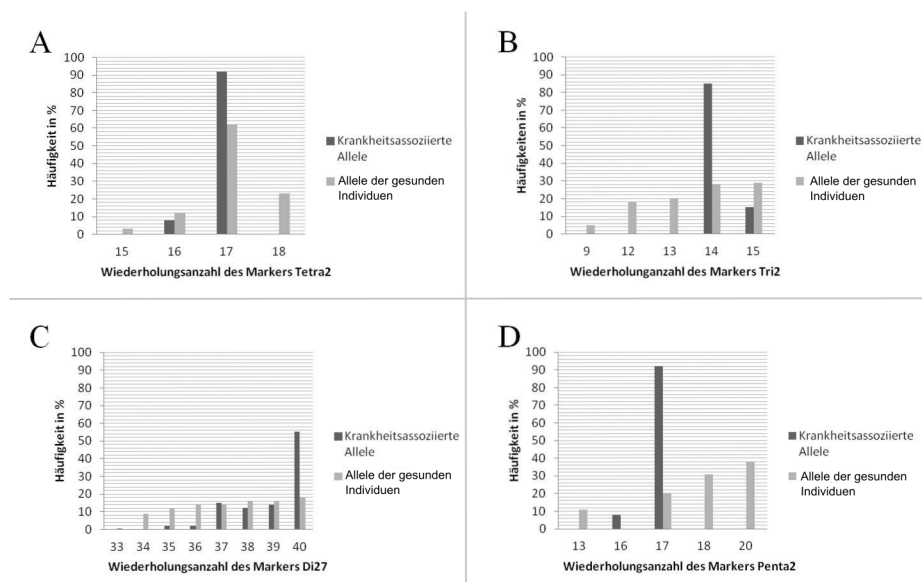 A
Häufigkeit in %
100
90
80
70
60
50
40
30
20
10
0
15 16 17 18
Wiederholungsanzahl des Markers Tetra2
Krankheitsassoziierte
Allele
Allele der gesunden
Individuen
B
Häufigkeiten in %
100
90
80
70
60
50
40
30
20
10
0
9 12 13 14 15
Wiederholunganzahl des Markers Tri2
Krankheitsassoziierte
Allele
Allele der gesunden
Individuen
C
Häufigkeit in %
100
90
80
70
60
50
40
30
20
10
0
33 34 35 36 37 38 39 40
Wiederholungsanzahl des Markers Di27
Krankheitsassoziierte
Allele
Allele der gesunden
Individuen
D
Häufigkeit in %
100
90
80
70
60
50
40
30
20
10
0
13 16 17 18 20
Wiederholungsanzahl des Markers Penta2
Krankheitsassoziierte
Allele
Allele der gesunden
Individuen